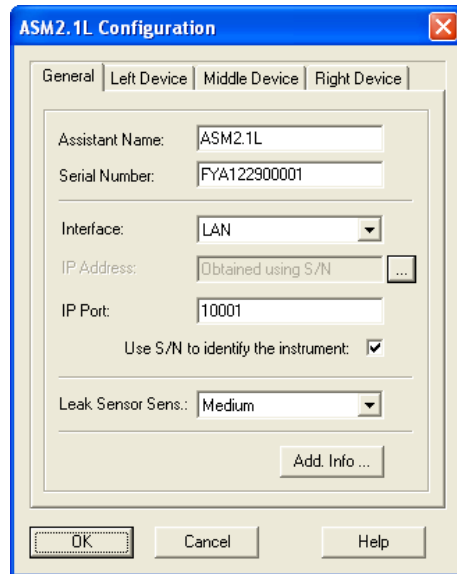 ASM2.1L Configuration
General Left Device Middle Device Right Device
Assistant Name: ASM2.1L
Serial Number: FYA122900001
Interface: LAN
IP Address: Obtained using S/N ...
IP Port: 10001
Use S/N to identify the instrument:
Leak Sensor Sens.: Medium
Add. Info ...
OK Cancel Help